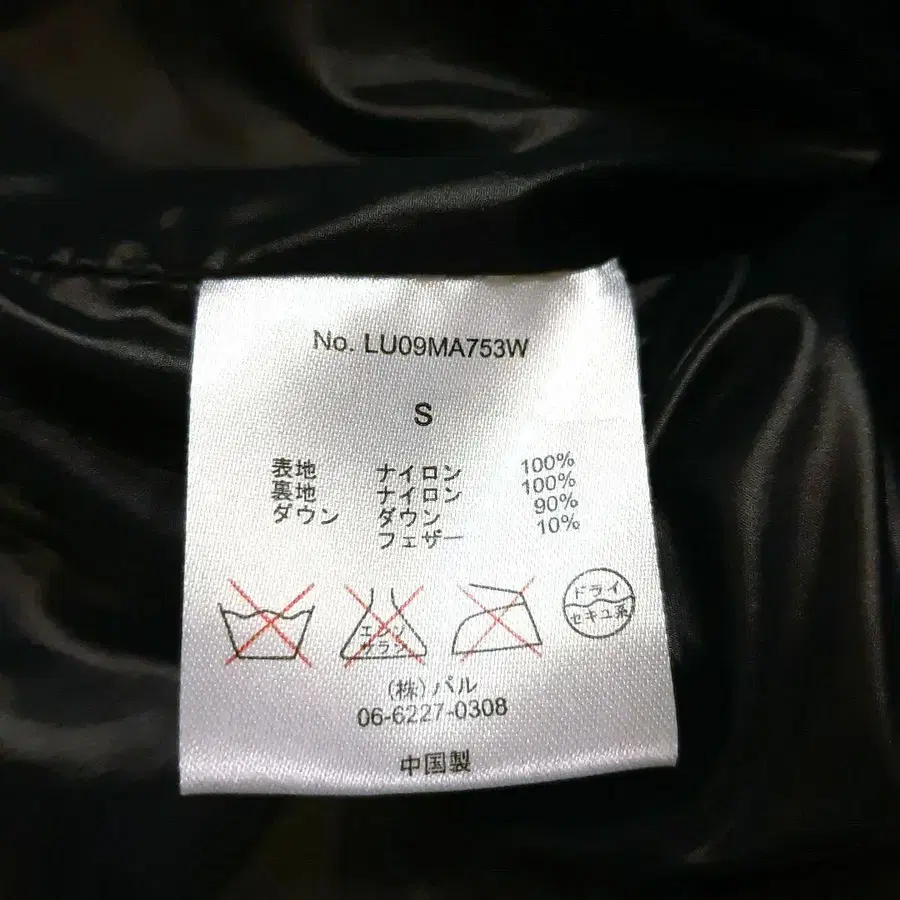 No. LU09MA753W
S
表地 ナイロン 100%
裏地 ナイロン 100%
ダウン ダウン 90%
フェザー 10%
エンソ
サラシ
ドライ
セキユ系
(株)パル
06-6227-0308
中国製